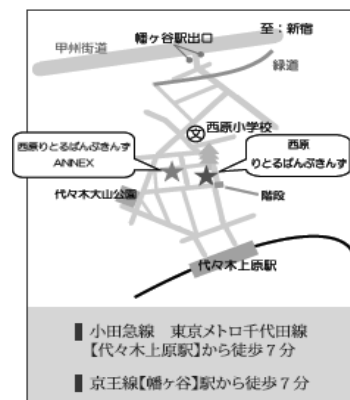 至：新宿
幡ヶ谷駅出口
甲州街道
緑道
文
西原小学校
西原りとるぱんぷきんず
ANNEX
西原
りとるぱんぷきんず
代々木大山公園
階段
代々木上原駅
小田急線　東京メトロ千代田線
【代々木上原駅】から徒歩７分
京王線【幡ヶ谷】駅から徒歩７分